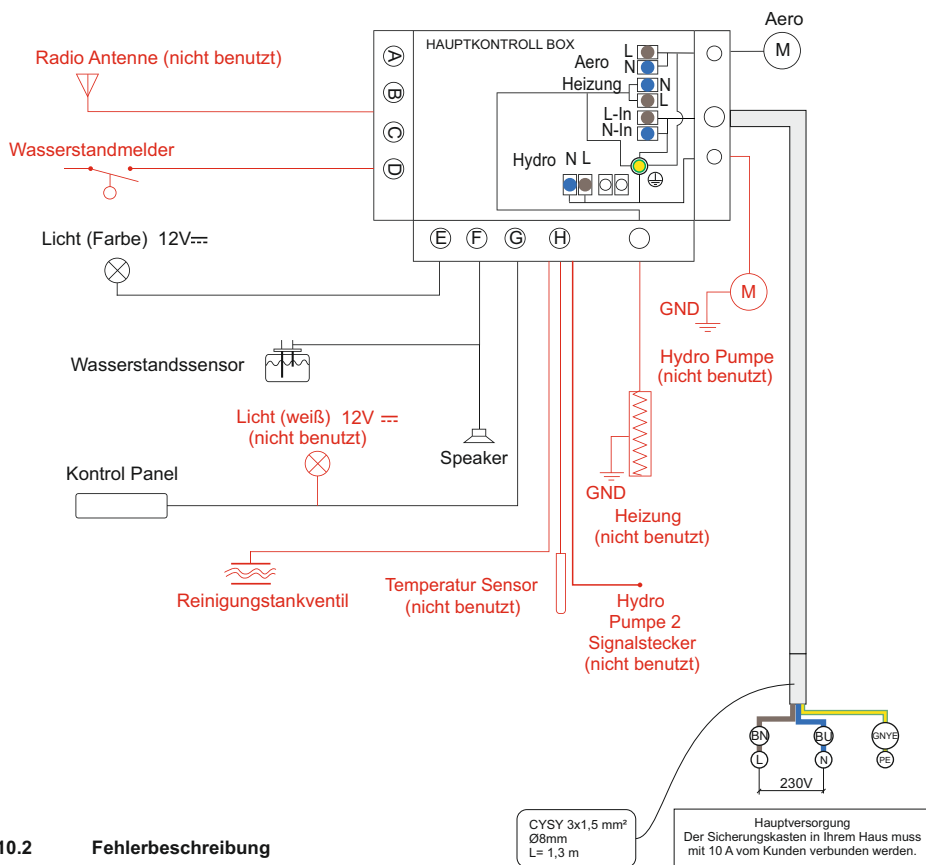 Aero
M
HAUPTKONTROLL BOX
Radio Antenne (nicht benutzt)
A
B
C
D
L
Aero
N
Heizung
N
L
L-In
N-In
Hydro N L
Wasserstandmelder
Licht (Farbe) 12V
E
F
G
H
M
GND
Hydro Pumpe
(nicht benutzt)
Wasserstandssensor
Licht (weiß) 12V
(nicht benutzt)
Speaker
Kontrol Panel
GND
Heizung
(nicht benutzt)
Reinigungstankventil
Temperatur Sensor
(nicht benutzt)
Hydro
Pumpe 2
Signalstecker
(nicht benutzt)
BN
BU
GNYE
L
N
PE
230V
CYSY 3x1,5 mm²
Ø8mm
L= 1,3 m
Hauptversorgung
Der Sicherungskasten in Ihrem Haus muss
mit 10 A vom Kunden verbunden werden.
10.2 Fehlerbeschreibung